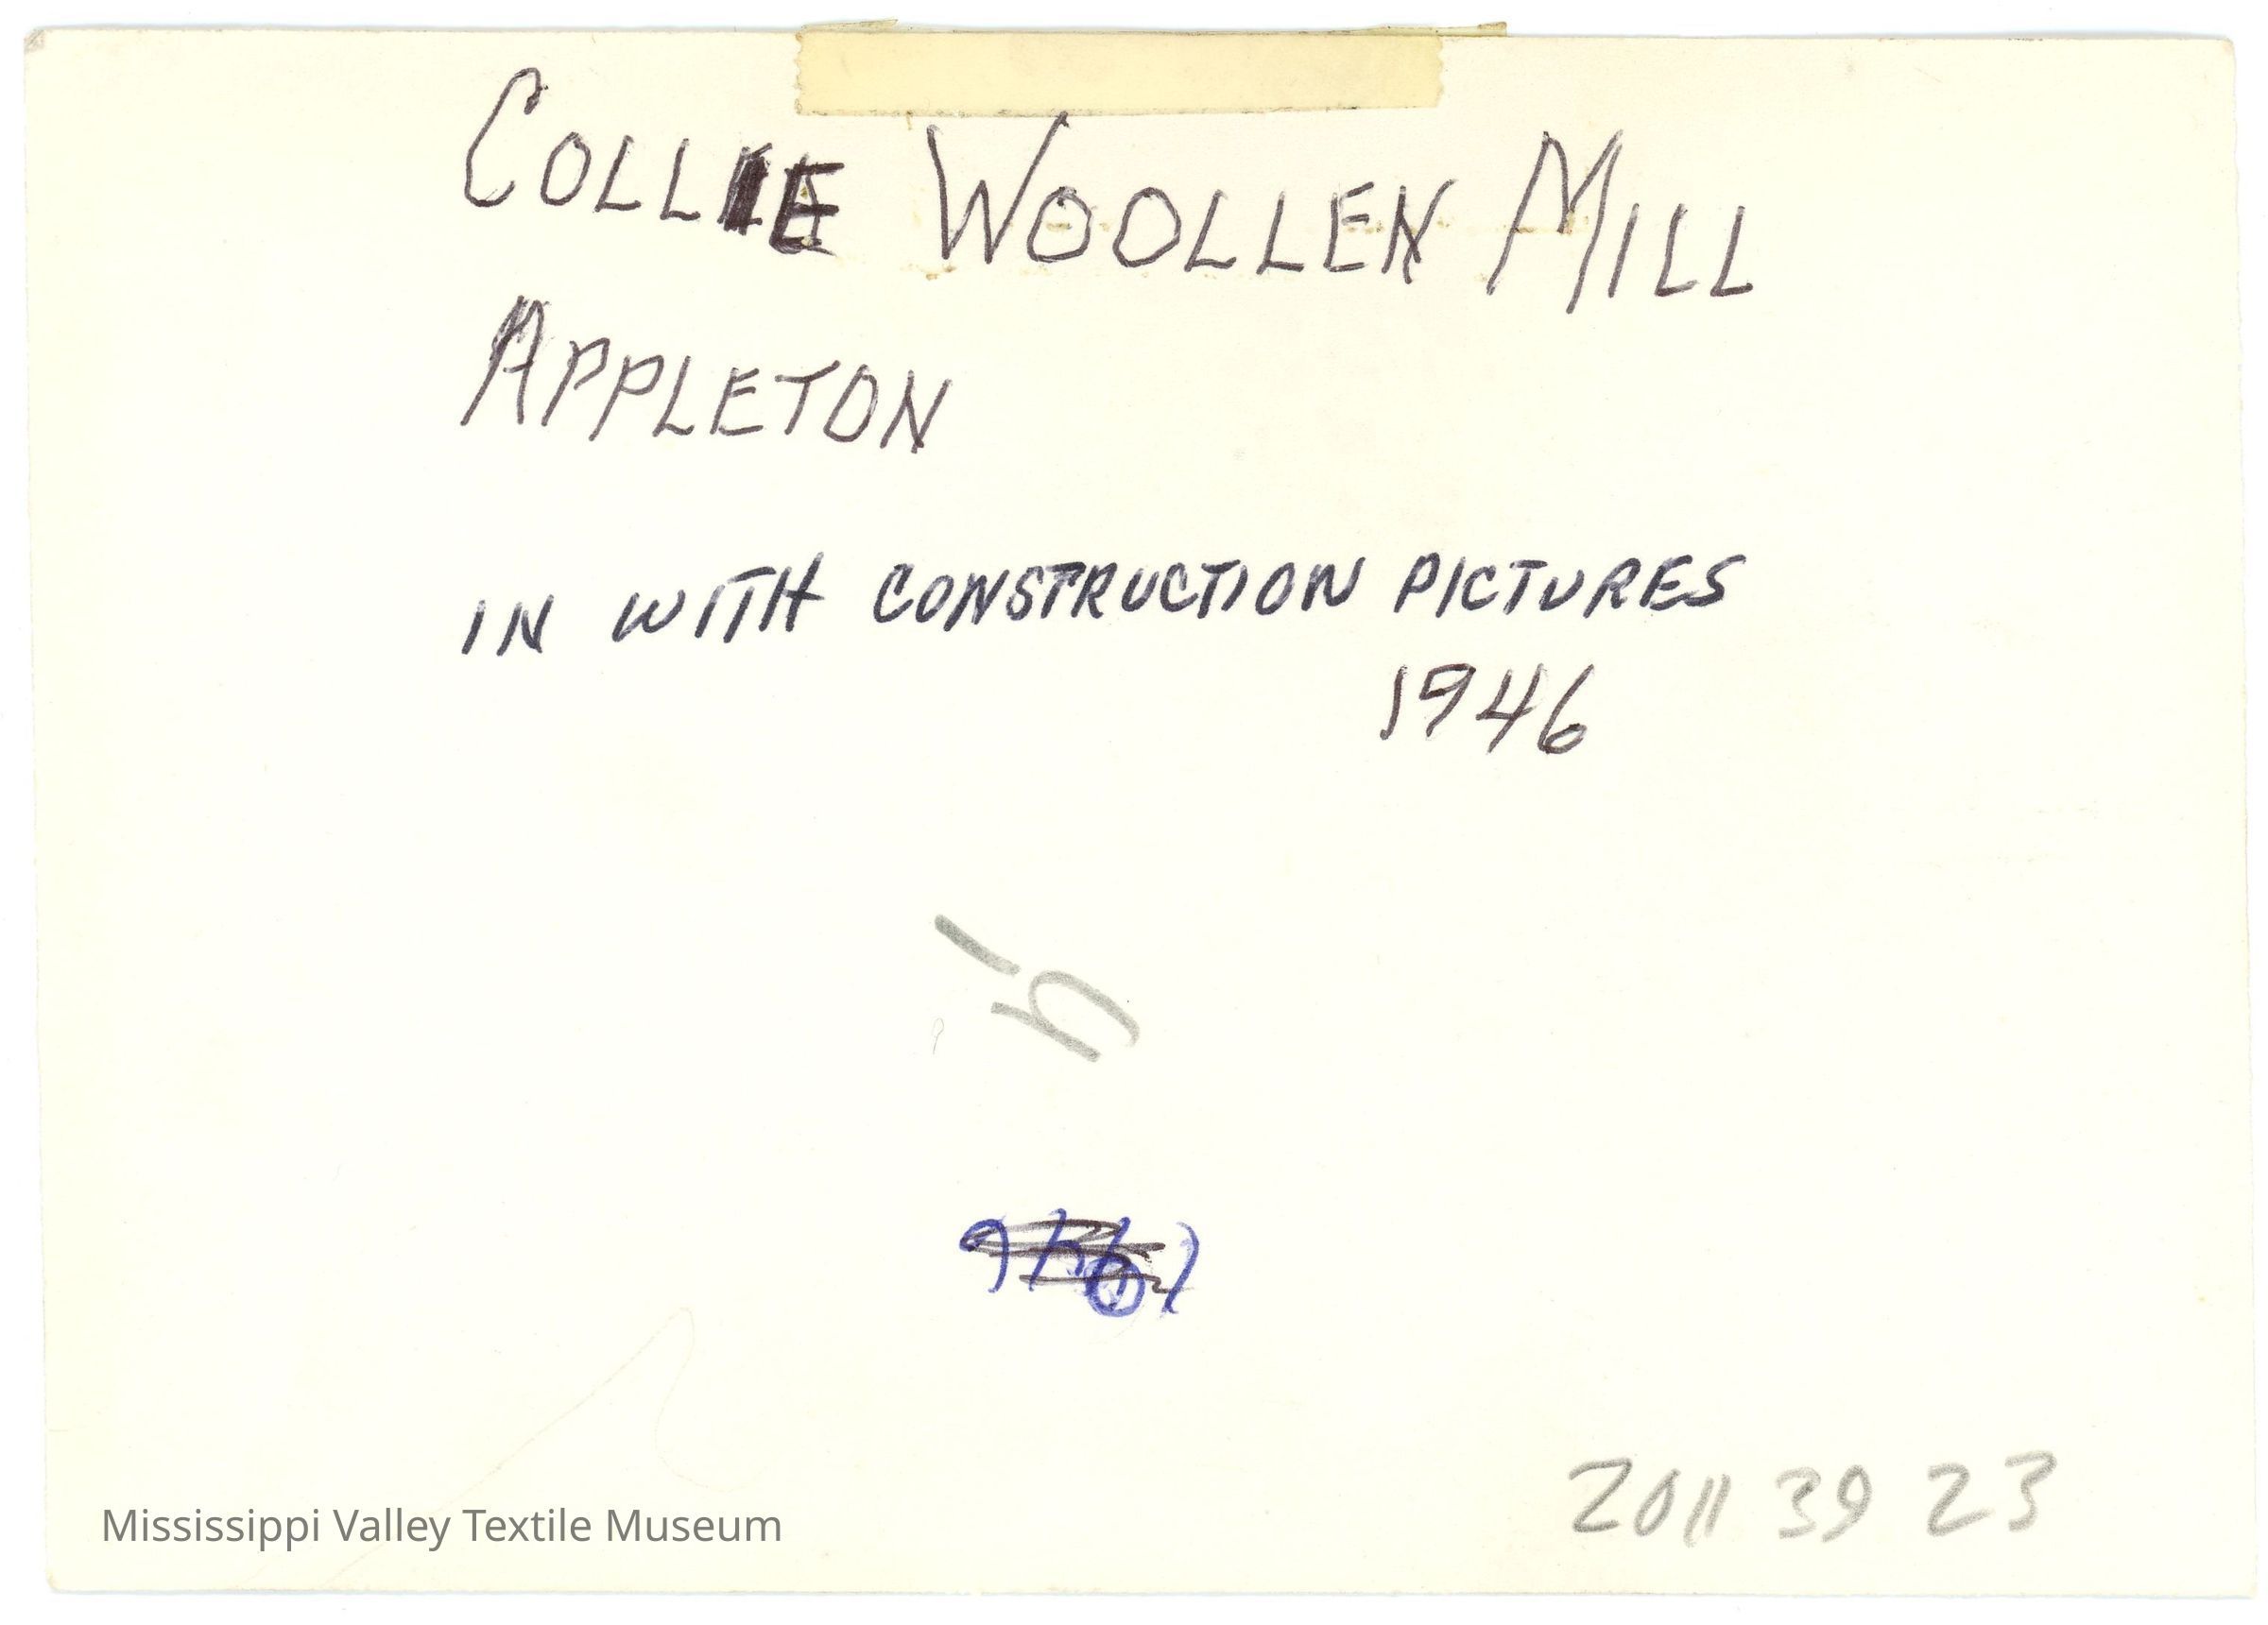 COLLIE WOOLLEN MILL
APPLETON
IN WITH CONSTRUCTION PICTURES
1946
2011 39 23
Mississippi Valley Textile Museum